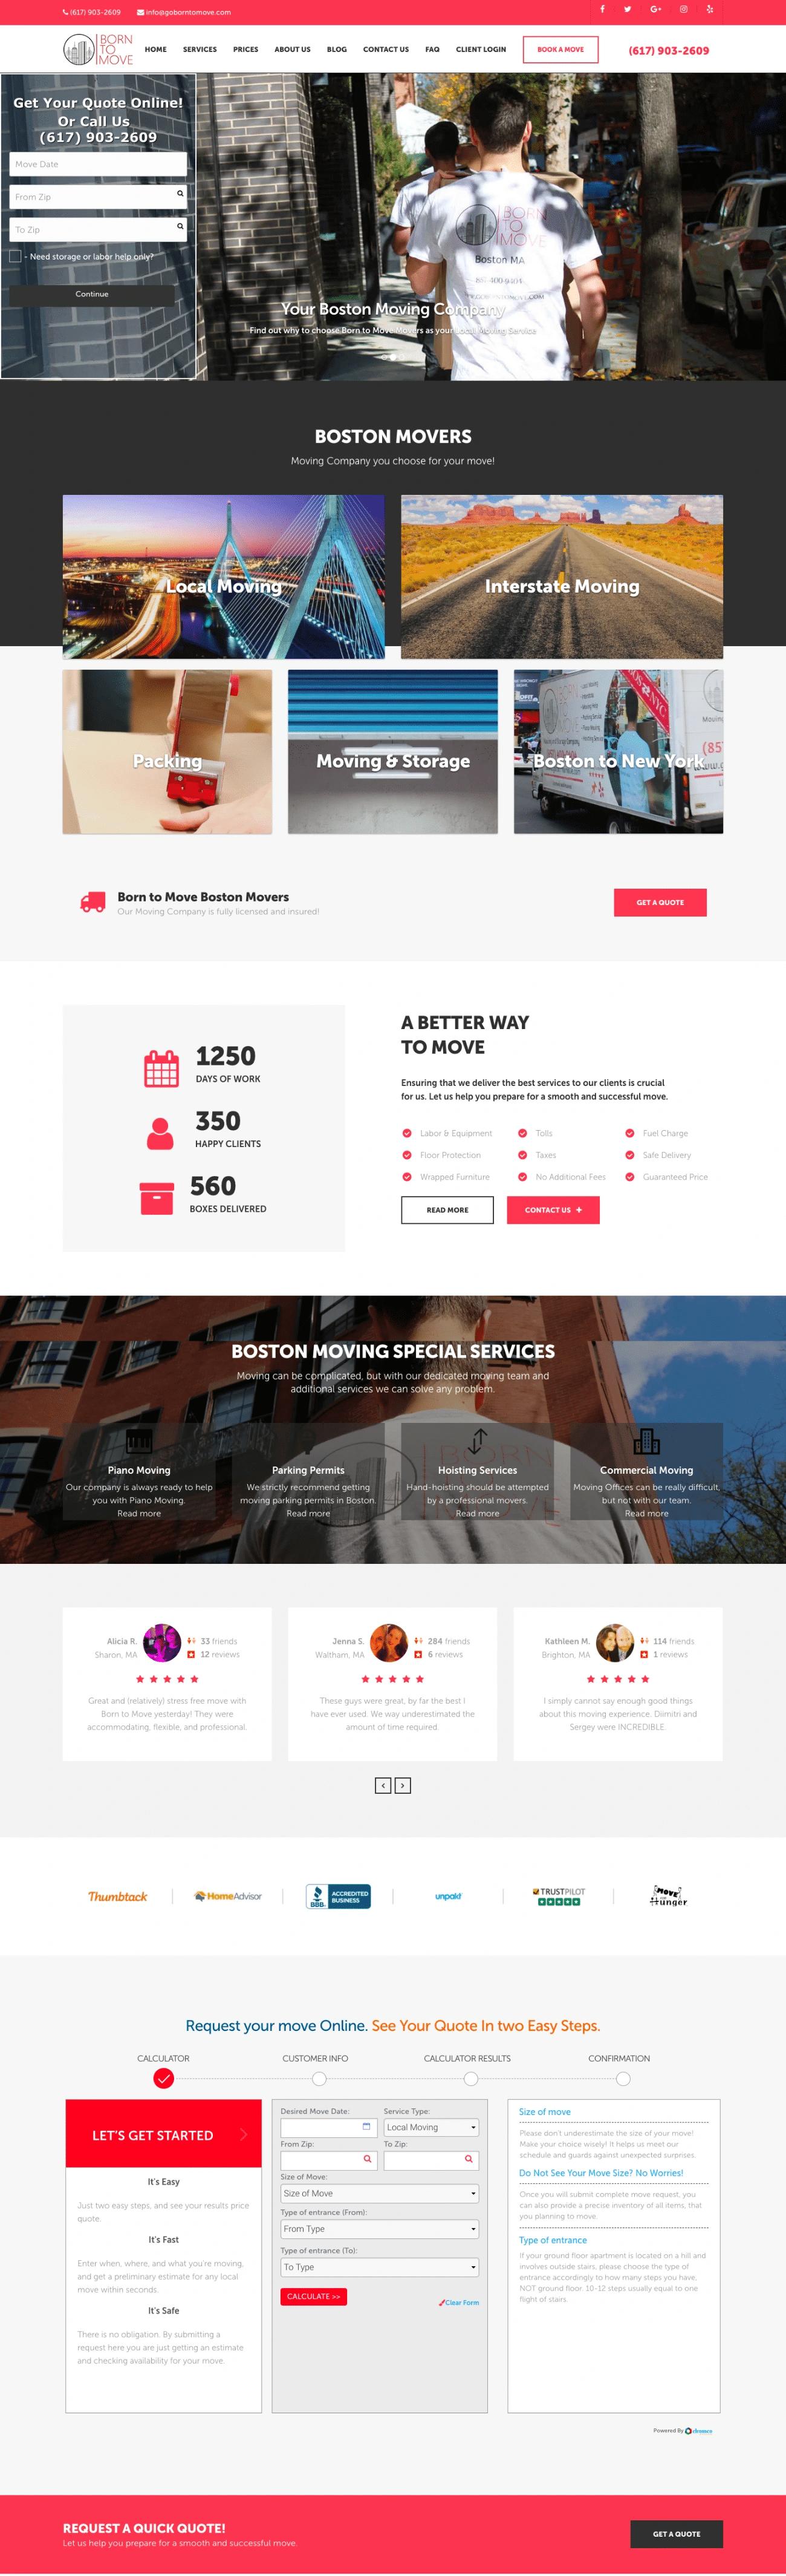 (617) 903-2609 info@goborntomove.com
BORN TO MOVE
HOME SERVICES PRICES ABOUT US BLOG CONTACT US FAQ CLIENT LOGIN BOOK A MOVE (617) 903-2609
Get Your Quote Online!
Or Call Us
(617) 903-2609
Move Date
From Zip
To Zip
- Need storage or labor help only?
Continue
BORN
TO
MOVE
Boston MA
Your Boston Moving Company
Find out why to choose Born to Move Movers as your Local Moving Service
BOSTON MOVERS
Moving Company you choose for your move!
Local Moving
Interstate Moving
Packing
Moving & Storage
Boston to New York
Born to Move Boston Movers
Our Moving Company is fully licensed and insured!
GET A QUOTE
1250
DAYS OF WORK
350
HAPPY CLIENTS
560
BOXES DELIVERED
A BETTER WAY
TO MOVE
Ensuring that we deliver the best services to our clients is crucial
for us. Let us help you prepare for a smooth and successful move.
Labor & Equipment Tolls Fuel Charge
Floor Protection Taxes Safe Delivery
Wrapped Furniture No Additional Fees Guaranteed Price
READ MORE CONTACT US +
BOSTON MOVING SPECIAL SERVICES
Moving can be complicated, but with our dedicated moving team and
additional services we can solve any problem.
Piano Moving
Our company is always ready to help
you with Piano Moving.
Read more
Parking Permits
We strictly recommend getting
moving parking permits in Boston.
Read more
Hoisting Services
Hand-hoisting should be attempted
by a professional movers.
Read more
Commercial Moving
Moving Offices can be really difficult,
but not with our team.
Read more
Alicia R. 33 friends
Sharon, MA 12 reviews
Great and (relatively) stress free move with
Born to Move yesterday! They were
accommodating, flexible, and professional.
Jenna S. 284 friends
Waltham, MA 6 reviews
These guys were great, by far the best I
have ever used. We way underestimated the
amount of time required.
Kathleen M. 114 friends
Brighton, MA 1 reviews
I simply cannot say enough good things
about this moving experience. Diimitri and
Sergey were INCREDIBLE.
Thumbtack
HomeAdvisor
BBB. ACCREDITED
BUSINESS
unpakt
TRUSTPILOT
MOVE
Hunger
Request your move Online. See Your Quote In two Easy Steps.
CALCULATOR CUSTOMER INFO CALCULATOR RESULTS CONFIRMATION
LET'S GET STARTED
It's Easy
Just two easy steps, and see your results price
quote.
It's Fast
Enter when, where, and what you're moving,
and get a preliminary estimate for any local
move within seconds.
It's Safe
There is no obligation. By submitting a
request here you are just getting an estimate
and checking availability for your move.
Desired Move Date: Service Type:
Local Moving
From Zip: To Zip:
Size of Move:
Size of Move
Type of entrance (From):
From Type
Type of entrance (To):
To Type
CALCULATE >>
Clear Form
Size of move
Please don't underestimate the size of your move!
Make your choice wisely! It helps us meet our
schedule and guards against unexpected surprises.
Do Not See Your Move Size? No Worries!
Once you will submit complete move request, you
can also provide a precise inventory of all items, that
you planning to move.
Type of entrance
If your ground floor apartment is located on a hill and
involves outside stairs, please choose the type of
entrance accordingly to how many steps you have,
NOT ground floor. 10-12 steps usually equal to one
flight of stairs.
Powered By
REQUEST A QUICK QUOTE!
Let us help you prepare for a smooth and successful move.
GET A QUOTE